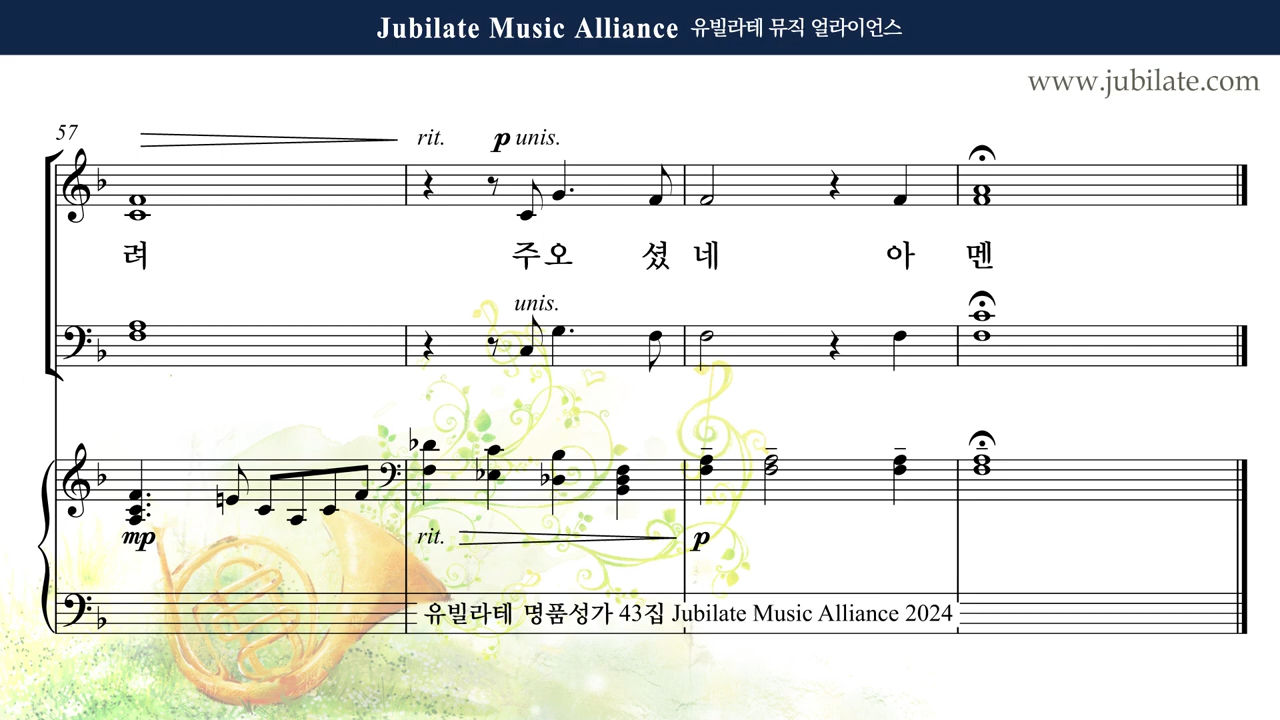 Jubilate Music Alliance 유빌라테 뮤직 얼라이언스
www.jubilate.com
57
rit. p unis.
려 주오 셨 네 아 멘
unis.
mp rit. p
유빌라테 명품성가 43집 Jubilate Music Alliance 2024